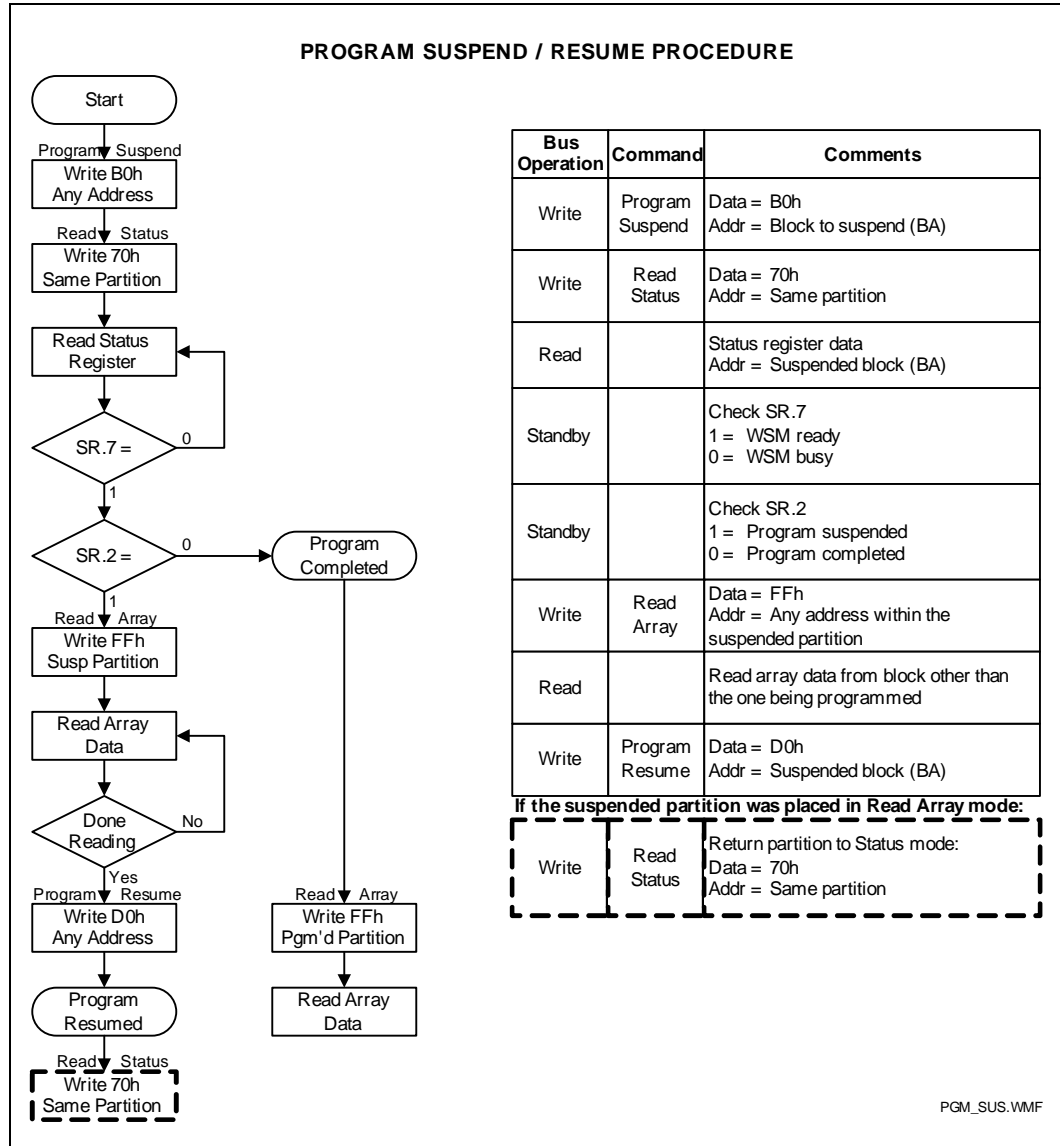 PROGRAM SUSPEND / RESUME PROCEDURE
Start
Program Suspend
Write B0h
Any Address
Read Status
Write 70h
Same Partition
Read Status
Register
SR.7 =
0
1
SR.2 =
0
Program
Completed
1
Read Array
Write FFh
Susp Partition
Read Array
Data
Done
Reading
No
Yes
Program Resume
Write D0h
Any Address
Program
Resumed
Read Status
Write 70h
Same Partition
Read Array
Write FFh
Pgm'd Partition
Read Array
Data
Bus
Operation
Command
Comments
Write
Program
Suspend
Data = B0h
Addr = Block to suspend (BA)
Write
Read
Status
Data = 70h
Addr = Same partition
Read
Status register data
Addr = Suspended block (BA)
Standby
Check SR.7
1 = WSM ready
0 = WSM busy
Standby
Check SR.2
1 = Program suspended
0 = Program completed
Write
Read
Array
Data = FFh
Addr = Any address within the
suspended partition
Read
Read array data from block other than
the one being programmed
Write
Program
Resume
Data = D0h
Addr = Suspended block (BA)
If the suspended partition was placed in Read Array mode:
Write
Read
Status
Return partition to Status mode:
Data = 70h
Addr = Same partition
PGM_SUS.WMF